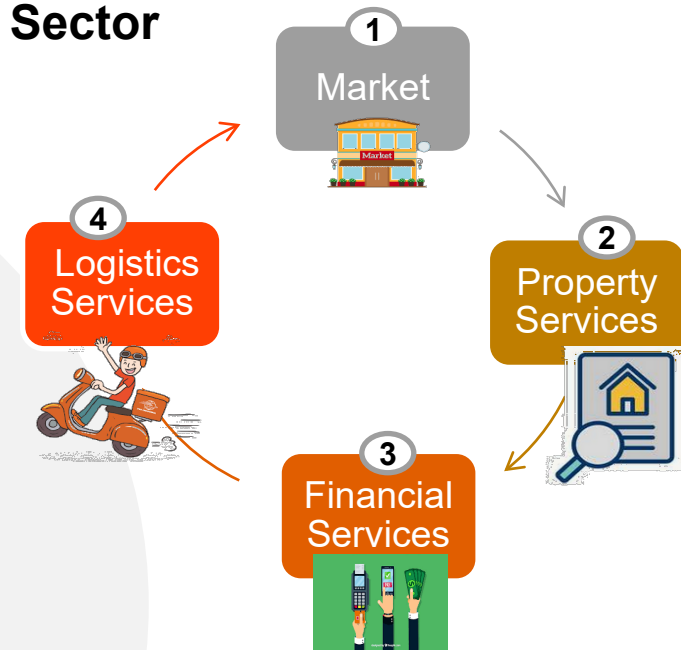 Sector
1
Market
Market
4
Logistics
Services
2
Property
Services
3
Financial
Services